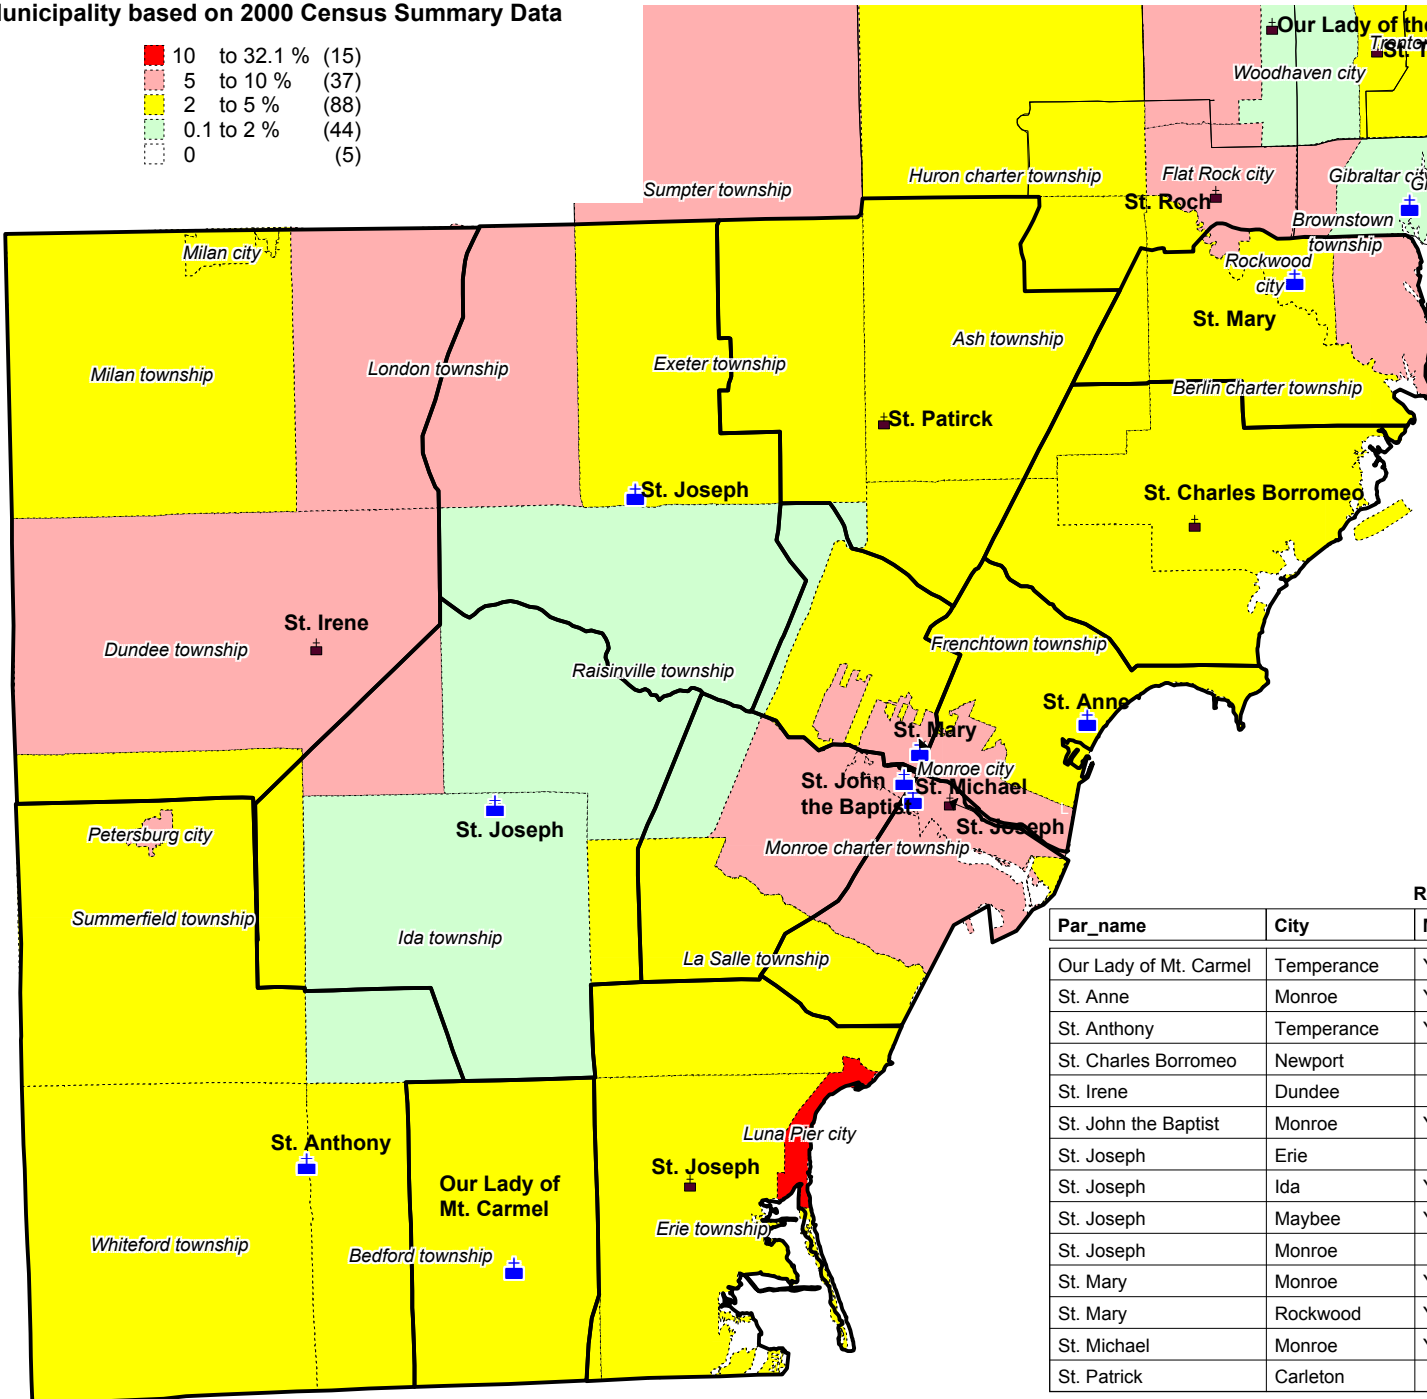 Municipality based on 2000 Census Summary Data
10 to 32.1 % (15)
5 to 10 % (37)
2 to 5 % (88)
0.1 to 2 % (44)
0 (5)
Our Lady of the
Woodhaven city
Sumpter township
Huron charter township
Flat Rock city
St. Roch
Brownstown
township
Milan city
Rockwood
city
St. Mary
Milan township
London township
Exeter township
Ash township
Berlin charter township
St. Patirck
St. Joseph
St. Charles Borromeo
St. Irene
Dundee township
Raisinville township
Frenchtown township
St. Anne
St. Mary
Monroe city
St. John
the Baptist
St. Michael
St. Joseph
Monroe charter township
Petersburg city
St. Joseph
Summerfield township
Ida township
La Salle township
Luna Pier city
St. Anthony
Our Lady of
Mt. Carmel
St. Joseph
Erie township
Whiteford township
Bedford township
R
Par_name City
Our Lady of Mt. Carmel Temperance Y
St. Anne Monroe Y
St. Anthony Temperance Y
St. Charles Borromeo Newport
St. Irene Dundee
St. John the Baptist Monroe Y
St. Joseph Erie
St. Joseph Ida Y
St. Joseph Maybee Y
St. Joseph Monroe
St. Mary Monroe Y
St. Mary Rockwood Y
St. Michael Monroe Y
St. Patrick Carleton